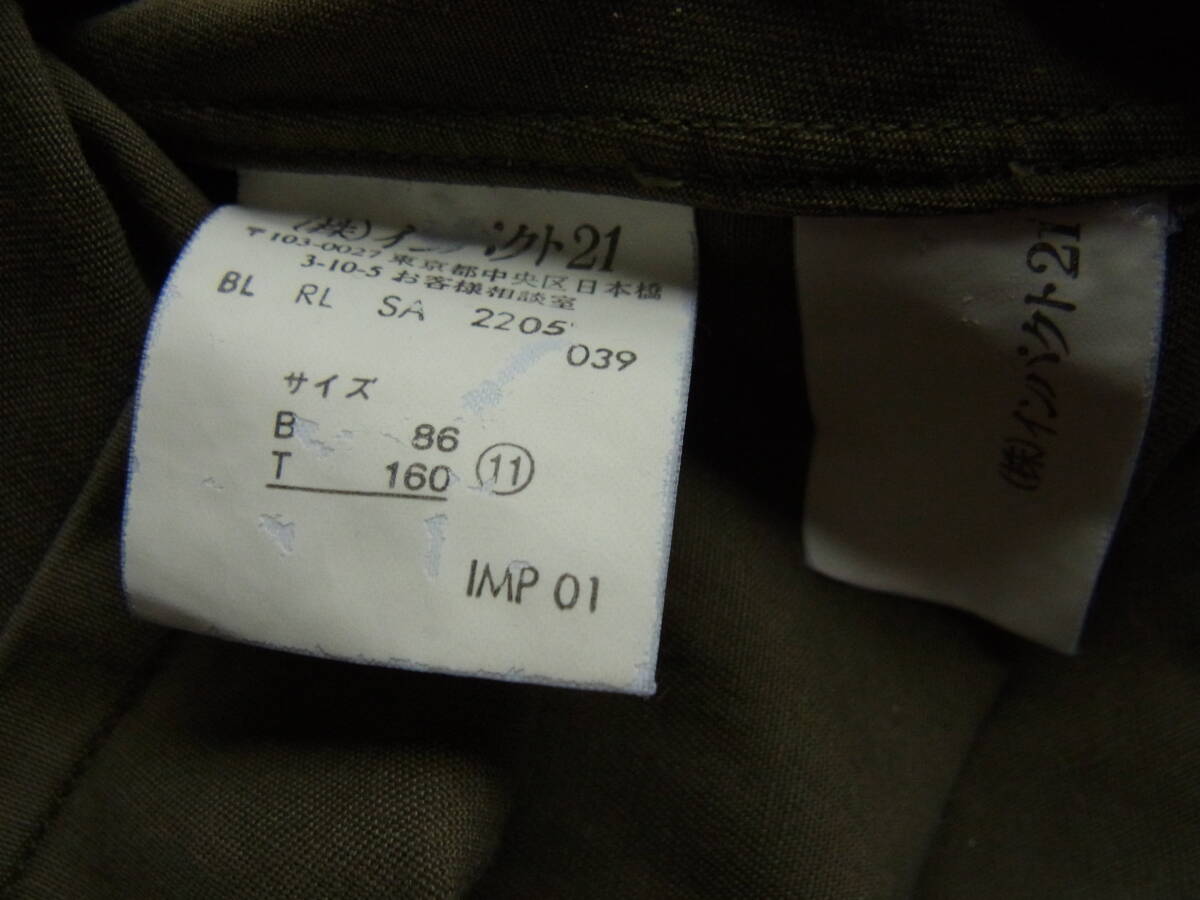 (株)インパクト21
〒103-0027 東京都中央区日本橋
3-10-5 お客様相談室
BL RL SA 2205
039
サイズ
B 86
T 160 ⑪
IMP 01
(株)インパクト21